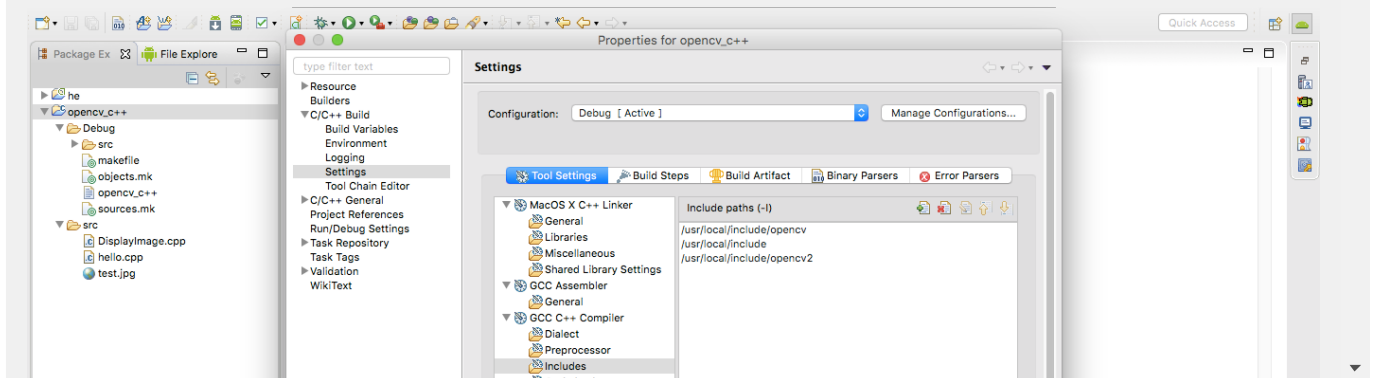 Quick Access
Package Ex
File Explore
he
opencv_c++
Debug
src
makefile
objects.mk
opencv_c++
sources.mk
src
DisplayImage.cpp
hello.cpp
test.jpg
Properties for opencv_c++
type filter text
Resource
Builders
C/C++ Build
Build Variables
Environment
Logging
Settings
Tool Chain Editor
C/C++ General
Project References
Run/Debug Settings
Task Repository
Task Tags
Validation
WikiText
Settings
Configuration: Debug [ Active ]
Manage Configurations...
Tool Settings
Build Steps
Build Artifact
Binary Parsers
Error Parsers
MacOS X C++ Linker
General
Libraries
Miscellaneous
Shared Library Settings
GCC Assembler
General
GCC C++ Compiler
Dialect
Preprocessor
Includes
Include paths (-I)
/usr/local/include/opencv
/usr/local/include
/usr/local/include/opencv2